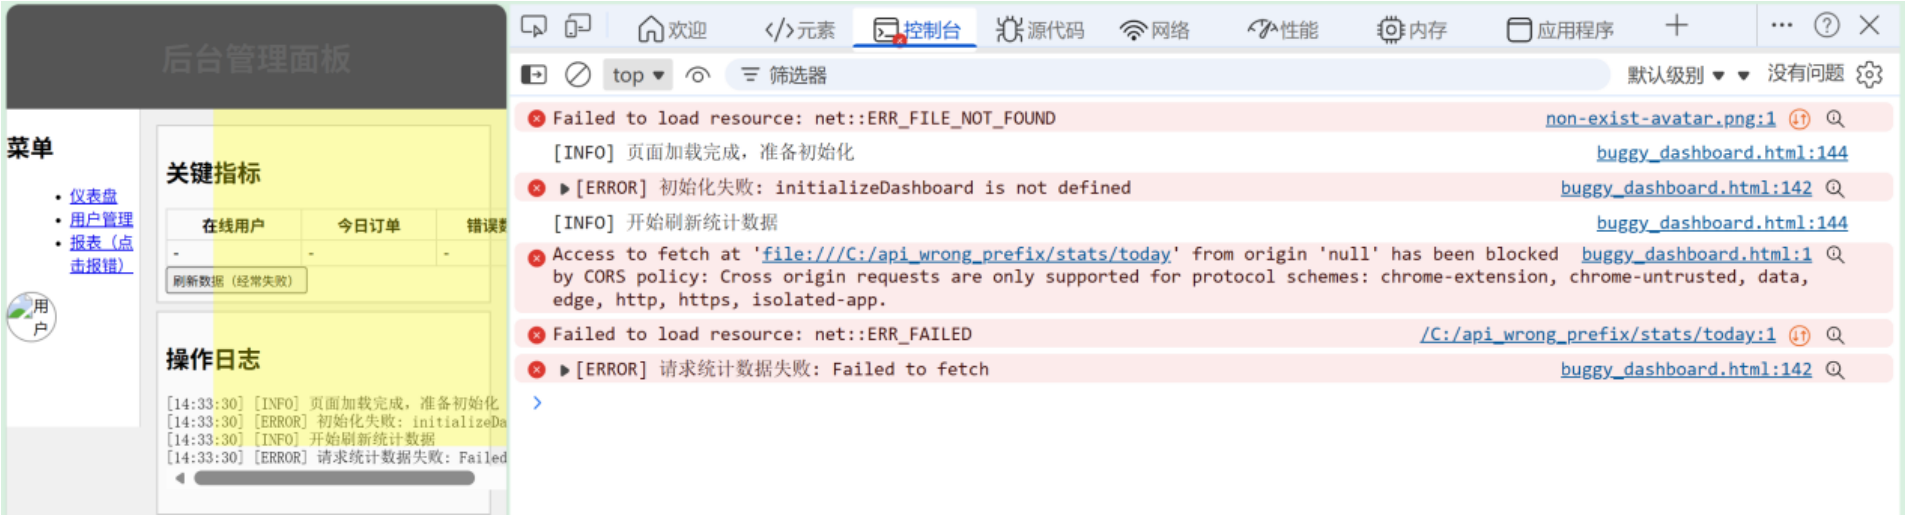 后台管理面板
菜单
仪表盘
用户管理
报表（点
击报错）
用
户
关键指标
在线用户 今日订单 错误数
- - -
刷新数据（经常失败）
操作日志
[14:33:30] [INFO] 页面加载完成，准备初始化
[14:33:30] [ERROR] 初始化失败: initializeDa
[14:33:30] [INFO] 开始刷新统计数据
[14:33:30] [ERROR] 请求统计数据失败: Failed
欢迎 元素 控制台 源代码 网络 性能 内存 应用程序
top 筛选器 默认级别 没有问题
Failed to load resource: net::ERR_FILE_NOT_FOUND non-exist-avatar.png:1
[INFO] 页面加载完成，准备初始化 buggy_dashboard.html:144
[ERROR] 初始化失败: initializeDashboard is not defined buggy_dashboard.html:142
[INFO] 开始刷新统计数据 buggy_dashboard.html:144
Access to fetch at 'file:///C:/api_wrong_prefix/stats/today' from origin 'null' has been blocked buggy_dashboard.html:1
by CORS policy: Cross origin requests are only supported for protocol schemes: chrome-extension, chrome-untrusted, data,
edge, http, https, isolated-app.
Failed to load resource: net::ERR_FAILED /C:/api_wrong_prefix/stats/today:1
[ERROR] 请求统计数据失败: Failed to fetch buggy_dashboard.html:142